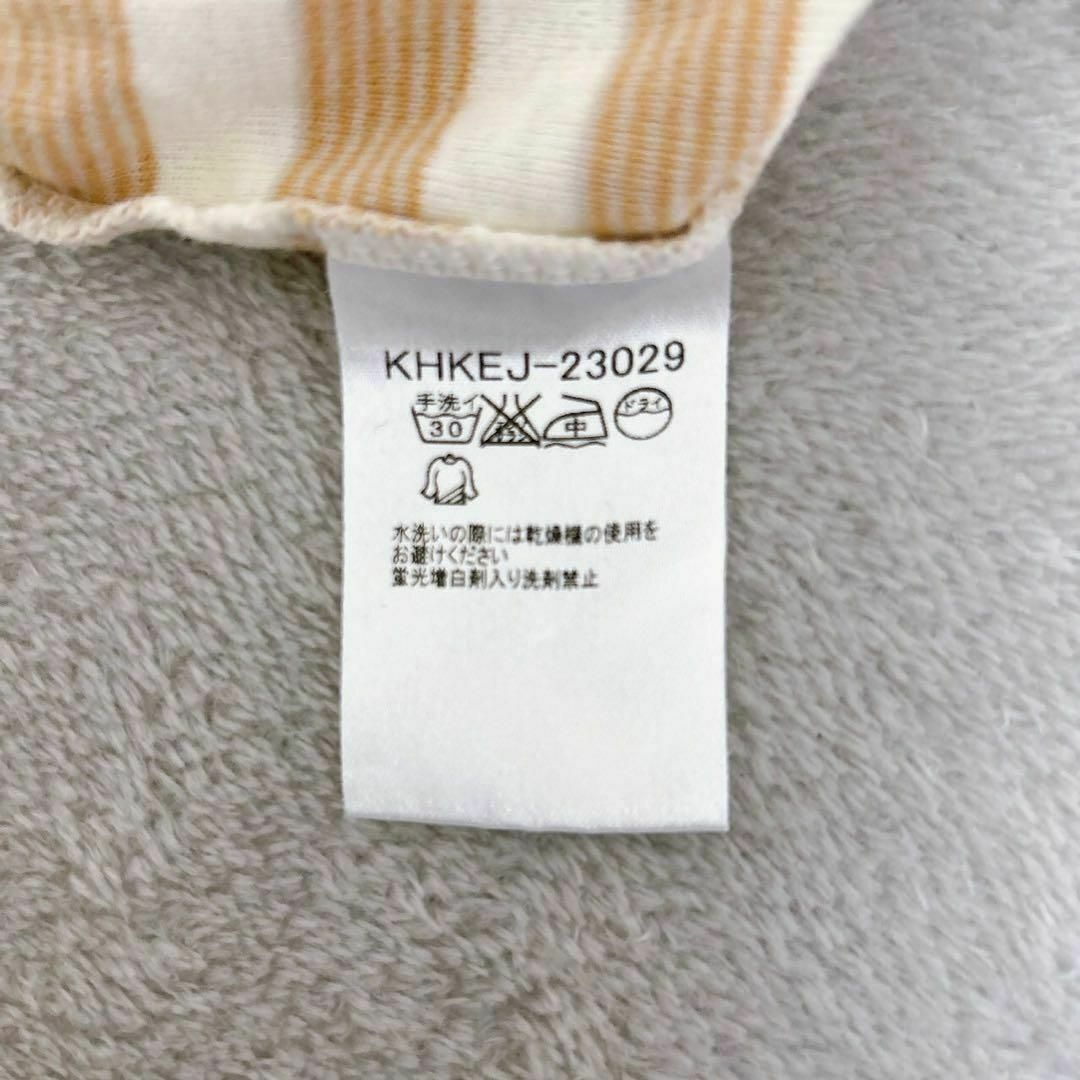 KHKEJ-23029
手洗イ
30
中
ドライ
水洗いの際には乾燥機の使用を
お避けください
蛍光増白剤入り洗剤禁止